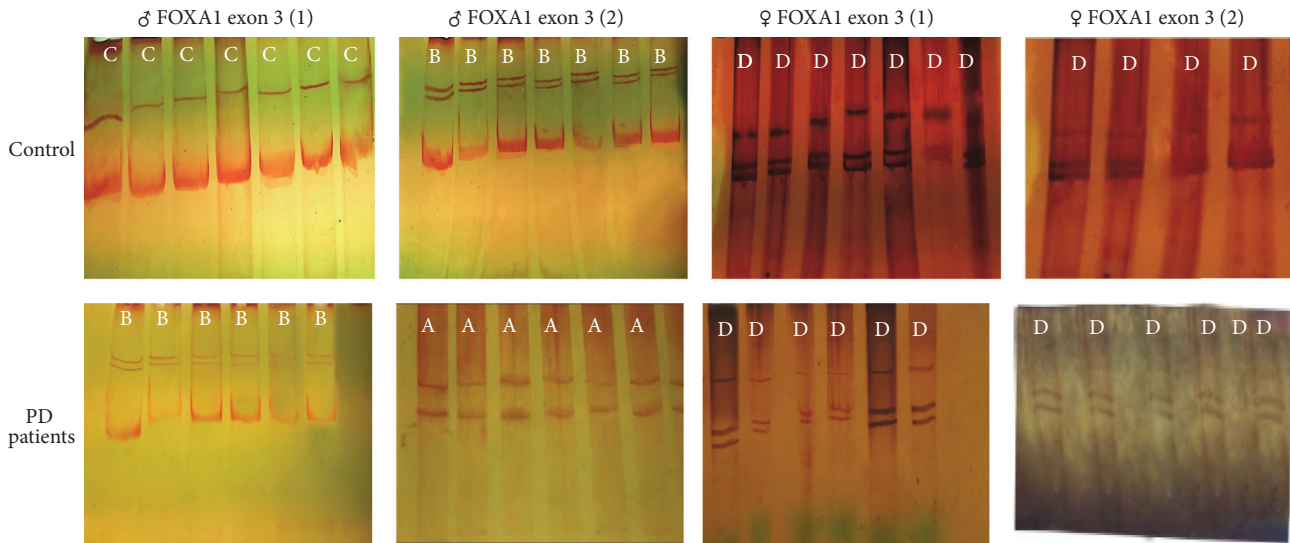 ♂ FOXA1 exon 3 (1) ♂ FOXA1 exon 3 (2) ♀ FOXA1 exon 3 (1) ♀ FOXA1 exon 3 (2)
Control
C C C C C C C
B B B B B B B
D D D D D D D
D D D D
PD
patients
B B B B B B
A A A A A A
D D D D D D
D D D D D D